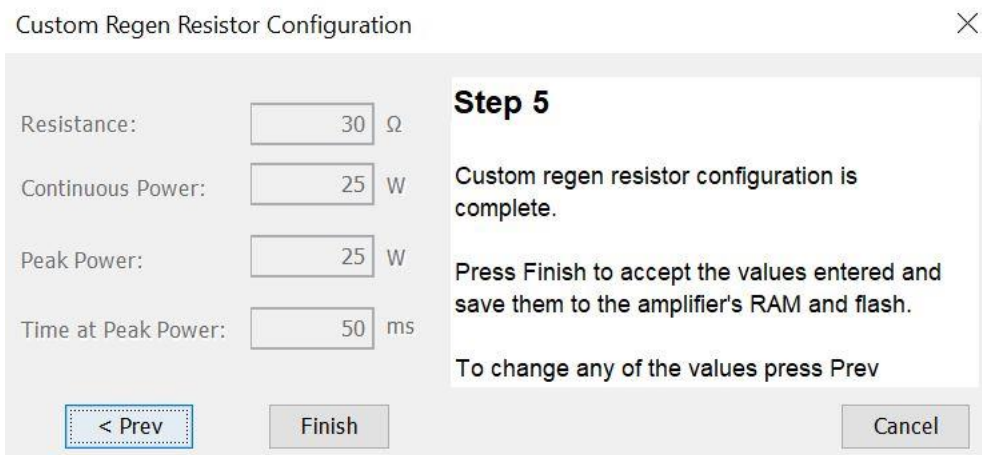 Custom Regen Resistor Configuration
Resistance: 30 Ω
Continuous Power: 25 W
Peak Power: 25 W
Time at Peak Power: 50 ms
Step 5
Custom regen resistor configuration is
complete.
Press Finish to accept the values entered and
save them to the amplifier's RAM and flash.
To change any of the values press Prev
< Prev
Finish
Cancel